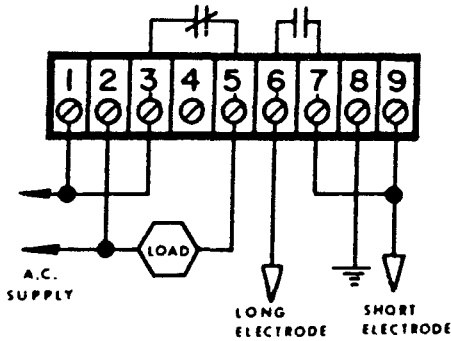 1 2 3 4 5 6 7 8 9
LOAD
A.C.
SUPPLY
LONG
ELECTRODE
SHORT
ELECTRODE